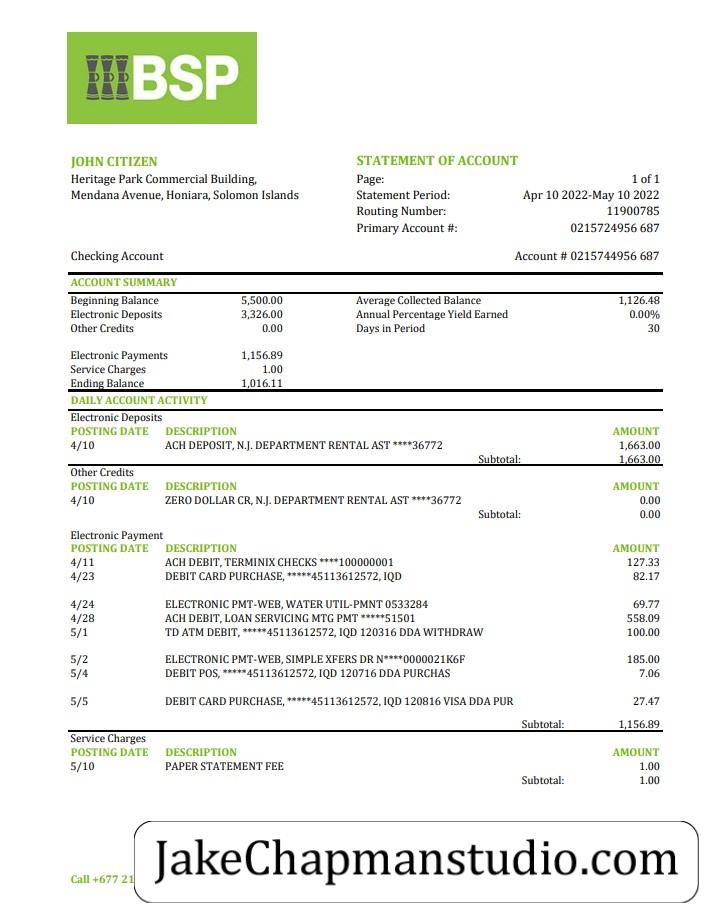 BSP
JOHN CITIZEN
Heritage Park Commercial Building,
Mendana Avenue, Honiara, Solomon Islands
STATEMENT OF ACCOUNT
Page: 1 of 1
Statement Period: Apr 10 2022-May 10 2022
Routing Number: 11900785
Primary Account #: 0215724956 687
Checking Account Account # 0215744956 687
ACCOUNT SUMMARY
Beginning Balance 5,500.00 Average Collected Balance 1,126.48
Electronic Deposits 3,326.00 Annual Percentage Yield Earned 0.00%
Other Credits 0.00 Days in Period 30
Electronic Payments 1,156.89
Service Charges 1.00
Ending Balance 1,016.11
DAILY ACCOUNT ACTIVITY
Electronic Deposits
POSTING DATE DESCRIPTION AMOUNT
4/10 ACH DEPOSIT, N.J. DEPARTMENT RENTAL AST ****36772 1,663.00
Subtotal: 1,663.00
Other Credits
POSTING DATE DESCRIPTION AMOUNT
4/10 ZERO DOLLAR CR, N.J. DEPARTMENT RENTAL AST ****36772 0.00
Subtotal: 0.00
Electronic Payment
POSTING DATE DESCRIPTION AMOUNT
4/11 ACH DEBIT, TERMINIX CHECKS ****100000001 127.33
4/23 DEBIT CARD PURCHASE, *****45113612572, IQD 82.17
4/24 ELECTRONIC PMT-WEB, WATER UTIL-PMNT 0533284 69.77
4/28 ACH DEBIT, LOAN SERVICING MTG PMT *****51501 558.09
5/1 TD ATM DEBIT, *****45113612572, IQD 120316 DDA WITHDRAW 100.00
5/2 ELECTRONIC PMT-WEB, SIMPLE XFERS DR N****0000021K6F 185.00
5/4 DEBIT POS, *****45113612572, IQD 120716 DDA PURCHAS 7.06
5/5 DEBIT CARD PURCHASE, *****45113612572, IQD 120816 VISA DDA PUR 27.47
Subtotal: 1,156.89
Service Charges
POSTING DATE DESCRIPTION AMOUNT
5/10 PAPER STATEMENT FEE 1.00
Subtotal: 1.00
JakeChapmanstudio.com
Call +677 21